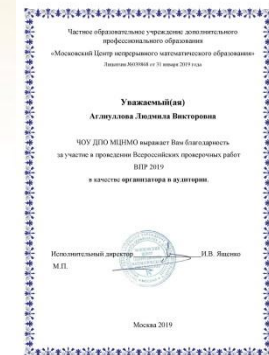 Частное образовательное учреждение дополнительного
профессионального образования
«Московский Центр непрерывного математического образования»
Лицензия №039868 от 31 января 2019 года
Уважаемый(ая)
Аглиуллова Людмила Викторовна
ЧОУ ДПО МЦНМО выражает Вам благодарность
за участие в проведении Всероссийских проверочных работ
ВПР 2019
в качестве организатора в аудитории.
Исполнительный директор И.В. Ященко
М.П.
Москва 2019